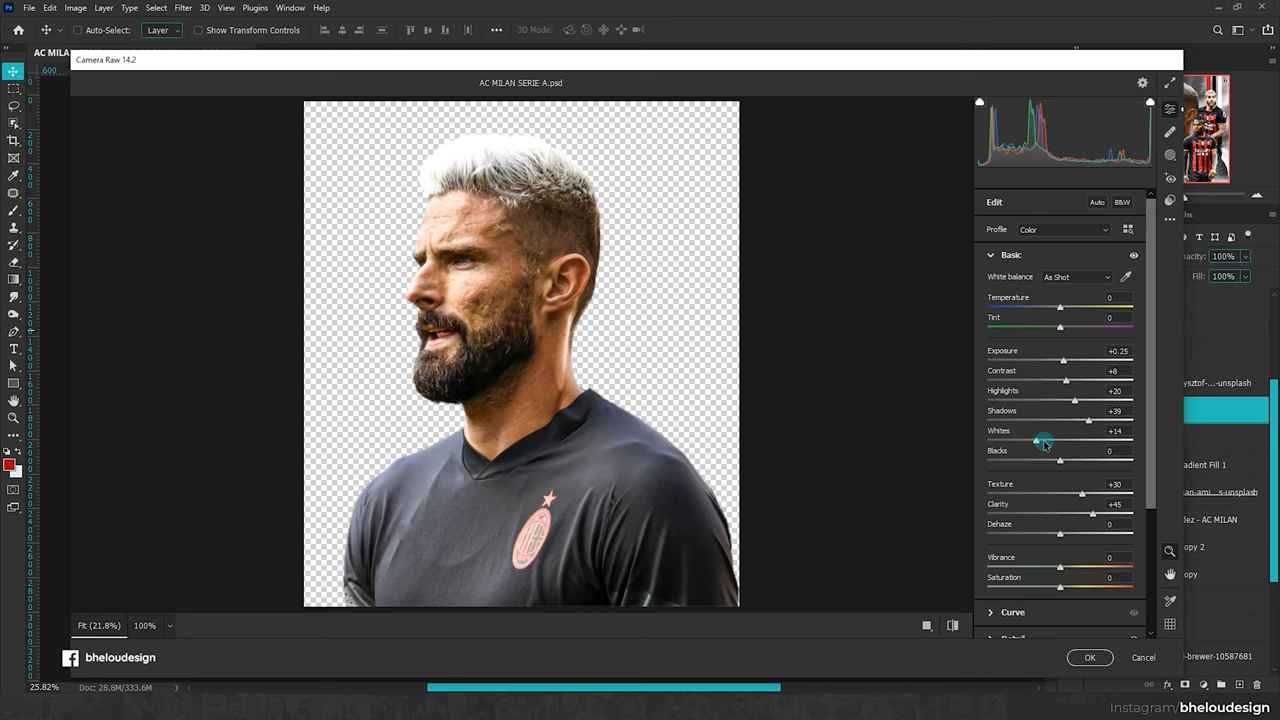 Ps File Edit Image Layer Type Select Filter 3D View Plugins Window Help
Auto-Select: Layer Show Transform Controls 3D Mode:
AC MILA
600
Camera Raw 14.2
AC MILAN SERIE A.psd
Edit Auto B&W
Profile Color
Basic
White balance As Shot
Temperature 0
Tint 0
Exposure +0.25
Contrast +8
Highlights +20
Shadows +39
Whites +14
Blacks 0
Texture +30
Clarity +45
Dehaze 0
Vibrance 0
Saturation 0
Curve
hs
pacity: 100%
Fill: 100%
ysztof-...-unsplash
adient Fill 1
an-ami...s-unsplash
dez - AC MILAN
opy 2
opy
l-brewer-10587681
Fit (21.8%) 100%
bheloudesign
OK Cancel
25.82% Doc: 28.8M/333.6M
Instagram/bheloudesign